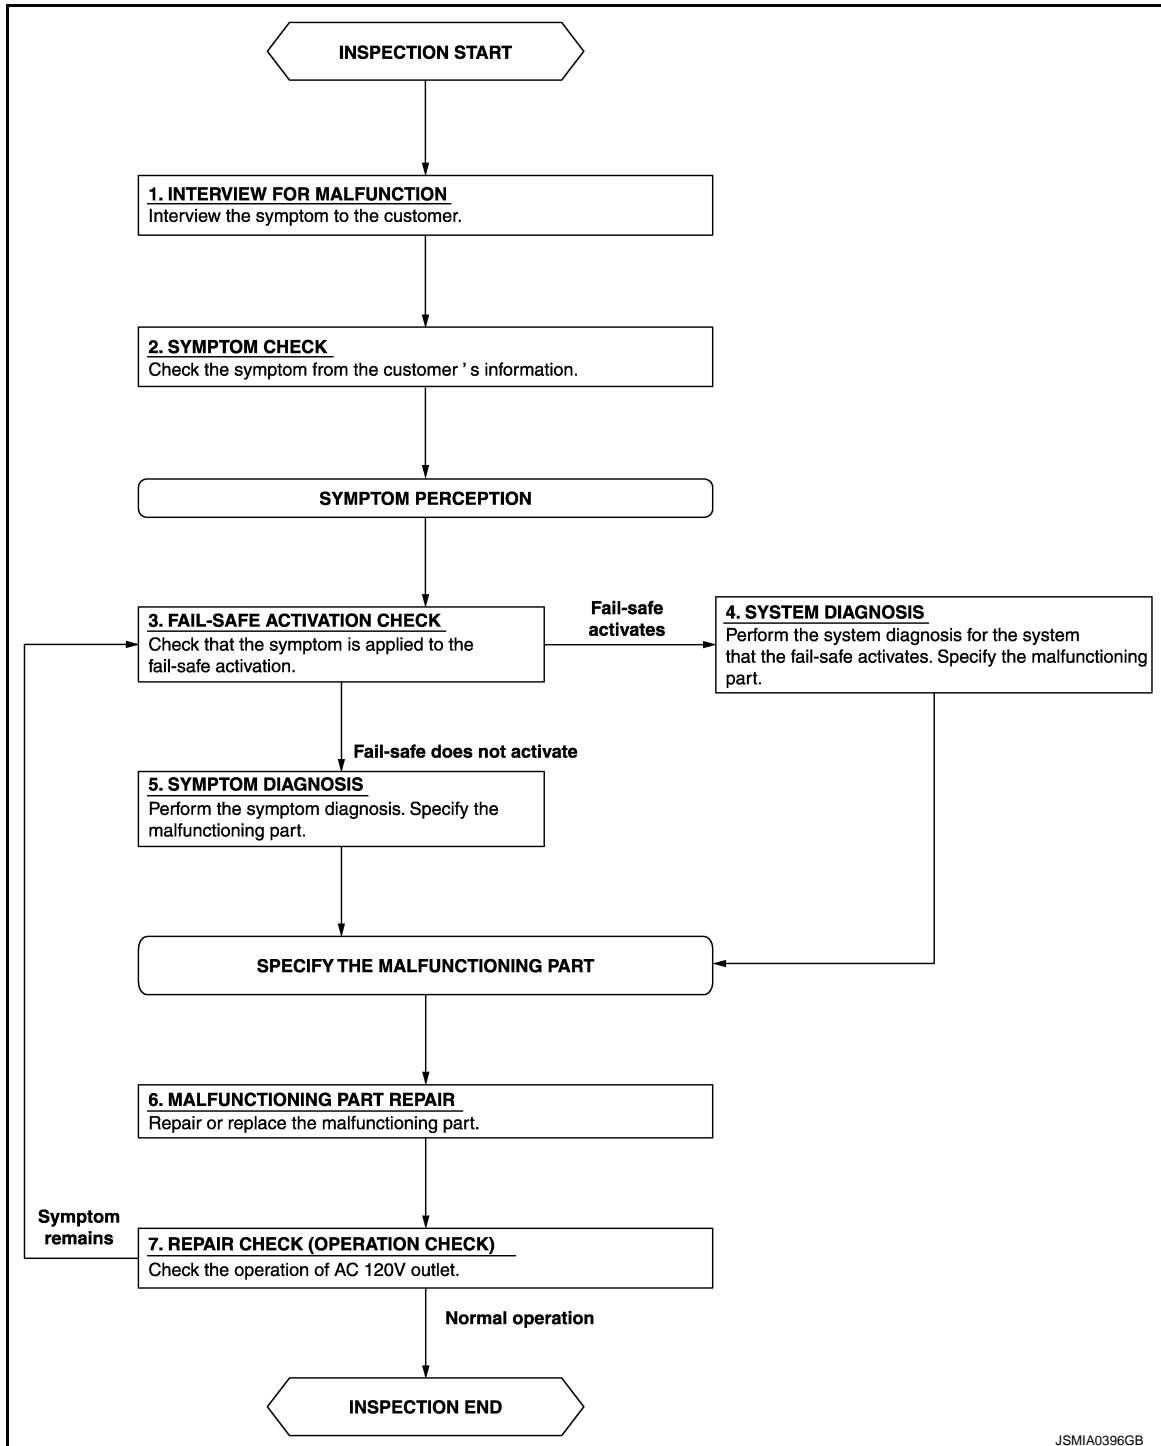 INSPECTION START
1. INTERVIEW FOR MALFUNCTION
Interview the symptom to the customer.
2. SYMPTOM CHECK
Check the symptom from the customer ’ s information.
SYMPTOM PERCEPTION
3. FAIL-SAFE ACTIVATION CHECK
Check that the symptom is applied to the
fail-safe activation.
Fail-safe
activates
4. SYSTEM DIAGNOSIS
Perform the system diagnosis for the system
that the fail-safe activates. Specify the malfunctioning
part.
Fail-safe does not activate
5. SYMPTOM DIAGNOSIS
Perform the symptom diagnosis. Specify the
malfunctioning part.
SPECIFY THE MALFUNCTIONING PART
6. MALFUNCTIONING PART REPAIR
Repair or replace the malfunctioning part.
Symptom
remains
7. REPAIR CHECK (OPERATION CHECK)
Check the operation of AC 120V outlet.
Normal operation
INSPECTION END
JSMIA0396GB